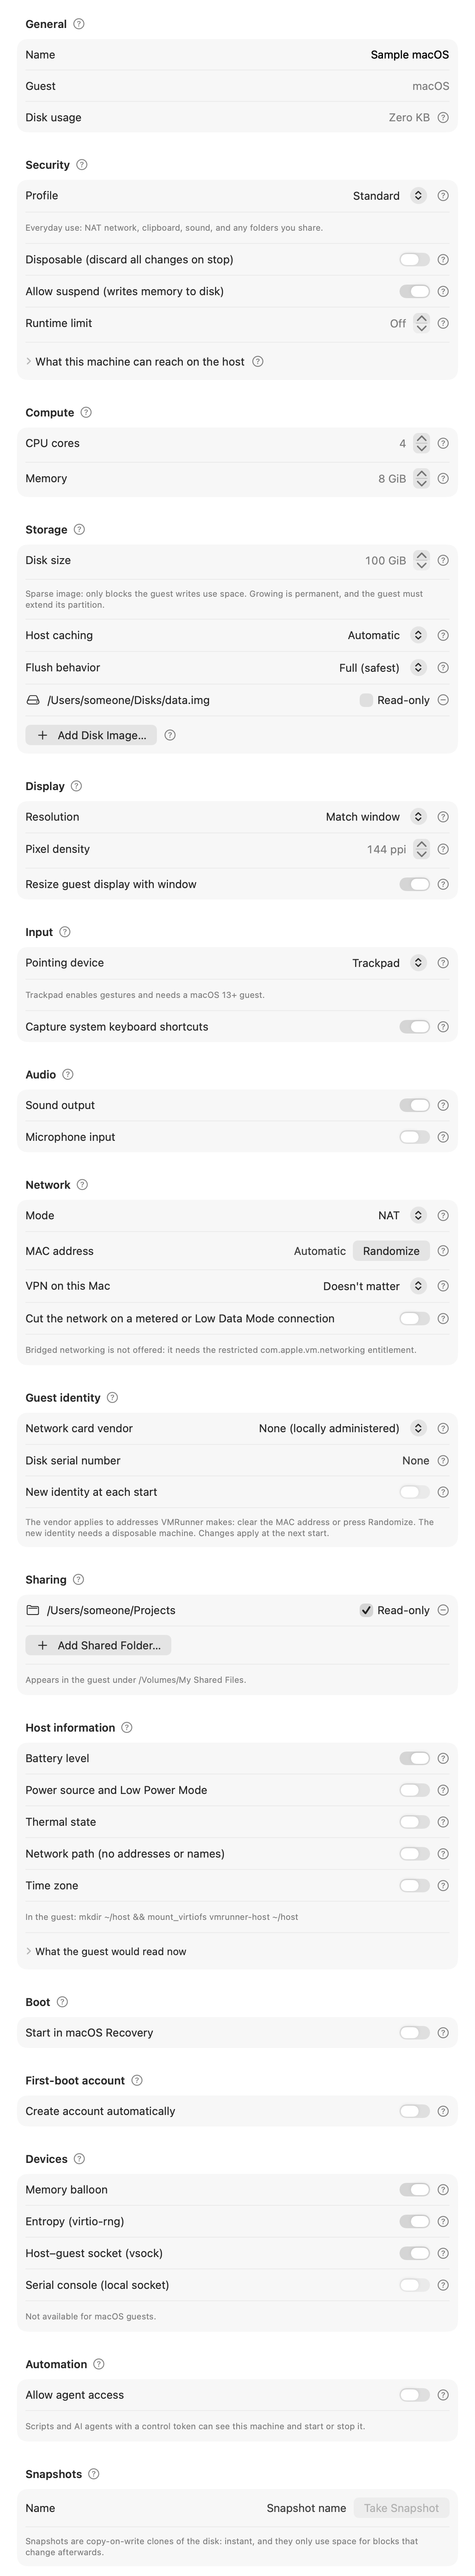 General
Name Sample macOS
Guest macOS
Disk usage Zero KB
Security
Profile Standard
Everyday use: NAT network, clipboard, sound, and any folders you share.
Disposable (discard all changes on stop)
Allow suspend (writes memory to disk)
Runtime limit Off
What this machine can reach on the host
Compute
CPU cores 4
Memory 8 GiB
Storage
Disk size 100 GiB
Sparse image: only blocks the guest writes use space. Growing is permanent, and the guest must
extend its partition.
Host caching Automatic
Flush behavior Full (safest)
/Users/someone/Disks/data.img Read-only
Add Disk Image...
Display
Resolution Match window
Pixel density 144 ppi
Resize guest display with window
Input
Pointing device Trackpad
Trackpad enables gestures and needs a macOS 13+ guest.
Capture system keyboard shortcuts
Audio
Sound output
Microphone input
Network
Mode NAT
MAC address Automatic Randomize
VPN on this Mac Doesn't matter
Cut the network on a metered or Low Data Mode connection
Bridged networking is not offered: it needs the restricted com.apple.vm.networking entitlement.
Guest identity
Network card vendor None (locally administered)
Disk serial number None
New identity at each start
The vendor applies to addresses VMRunner makes: clear the MAC address or press Randomize. The
new identity needs a disposable machine. Changes apply at the next start.
Sharing
/Users/someone/Projects Read-only
Add Shared Folder...
Appears in the guest under /Volumes/My Shared Files.
Host information
Battery level
Power source and Low Power Mode
Thermal state
Network path (no addresses or names)
Time zone
In the guest: mkdir ~/host && mount_virtiofs vmrunner-host ~/host
What the guest would read now
Boot
Start in macOS Recovery
First-boot account
Create account automatically
Devices
Memory balloon
Entropy (virtio-rng)
Host–guest socket (vsock)
Serial console (local socket)
Not available for macOS guests.
Automation
Allow agent access
Scripts and AI agents with a control token can see this machine and start or stop it.
Snapshots
Name Snapshot name Take Snapshot
Snapshots are copy-on-write clones of the disk: instant, and they only use space for blocks that
change afterwards.